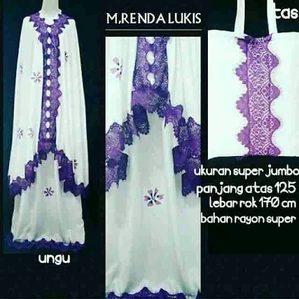 M.RENDA LUKIS
tas
ukuran super jumbo
panjang atas 125
lebar rok 170 cm
bahan rayon super
ungu